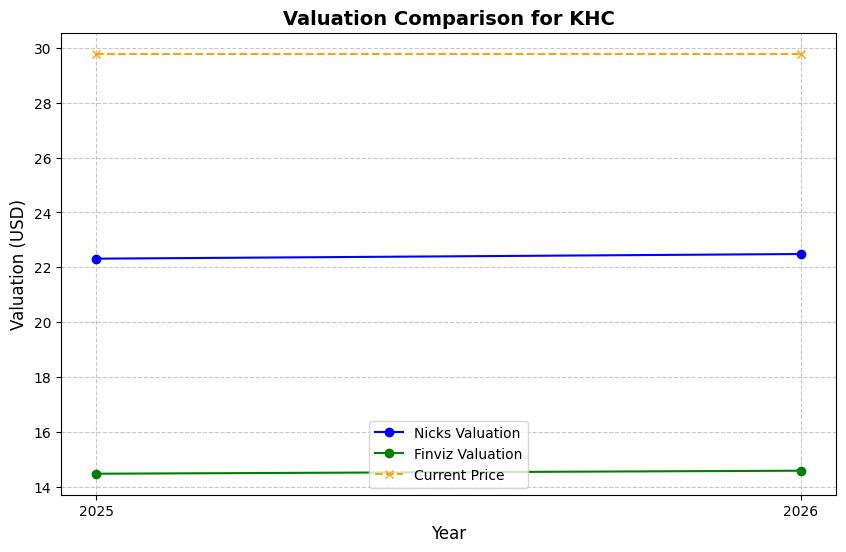 Valuation Comparison for KHC
Valuation (USD)
30
28
26
24
22
20
18
16
14
Nicks Valuation
Finviz Valuation
Current Price
2025
2026
Year